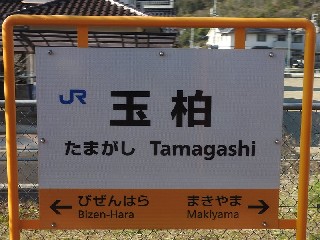 JR 玉柏
たまがし Tamagashi
← びぜんはら まきやま →
Bizen-Hara Makiyama